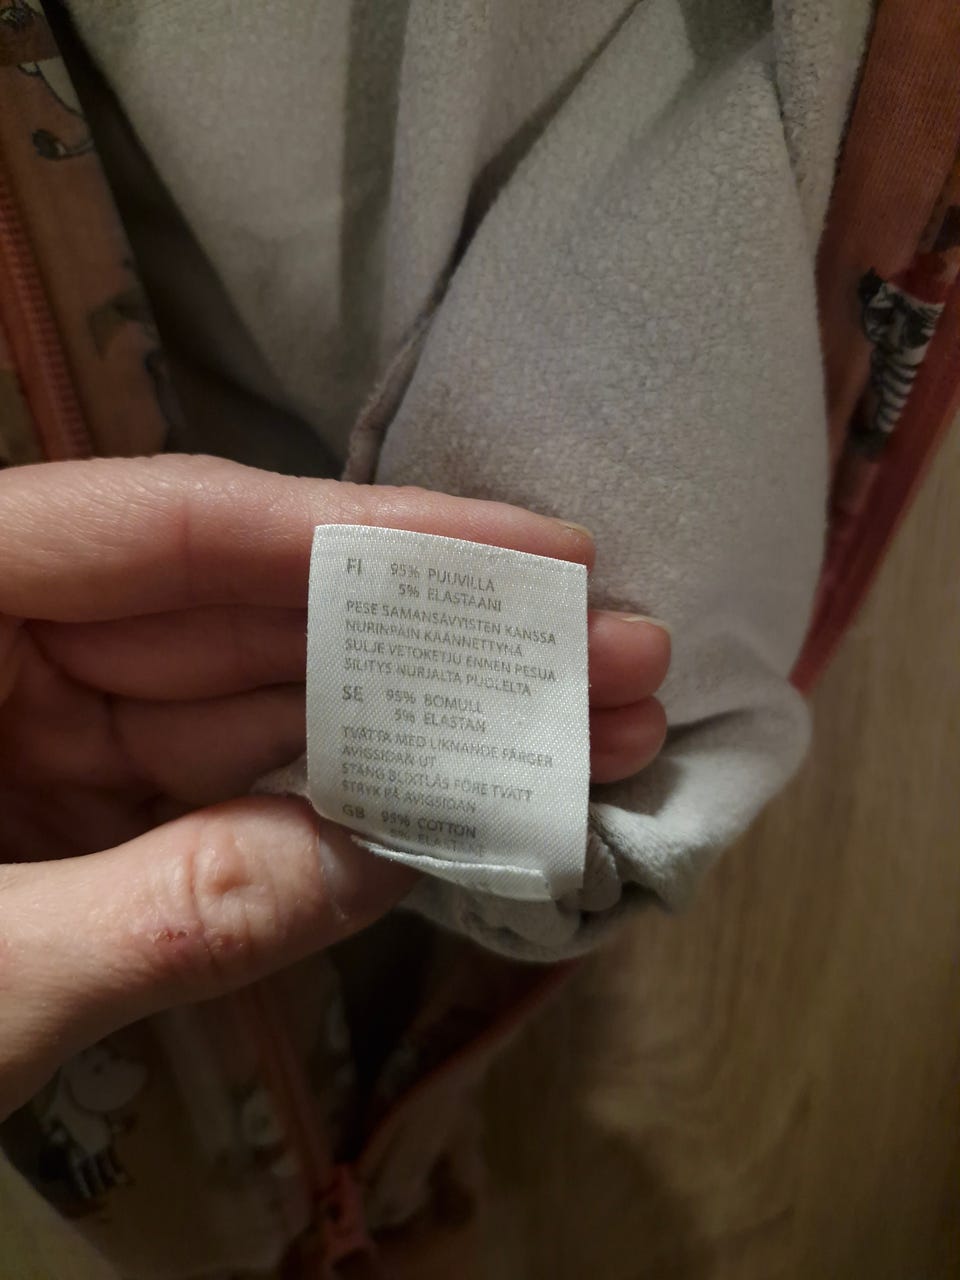 FI 95% PUUVILLA
5% ELASTAANI
PESE SAMANSÄVYISTEN KANSSA
NURINPÄIN KÄÄNNETTYNÄ
SULJE VETOKETJU ENNEN PESUA
SILITYS NURJALTA PUOLELTA
SE 95% BOMULL
5% ELASTAN
TVÄTTA MED LIKNANDE FÄRGER
AVIGSIDAN UT
STÄNG BLIXTLÅS FÖRE TVÄTT
STRYK PÅ AVIGSIDAN
GB 95% COTTON
5% ELASTANE